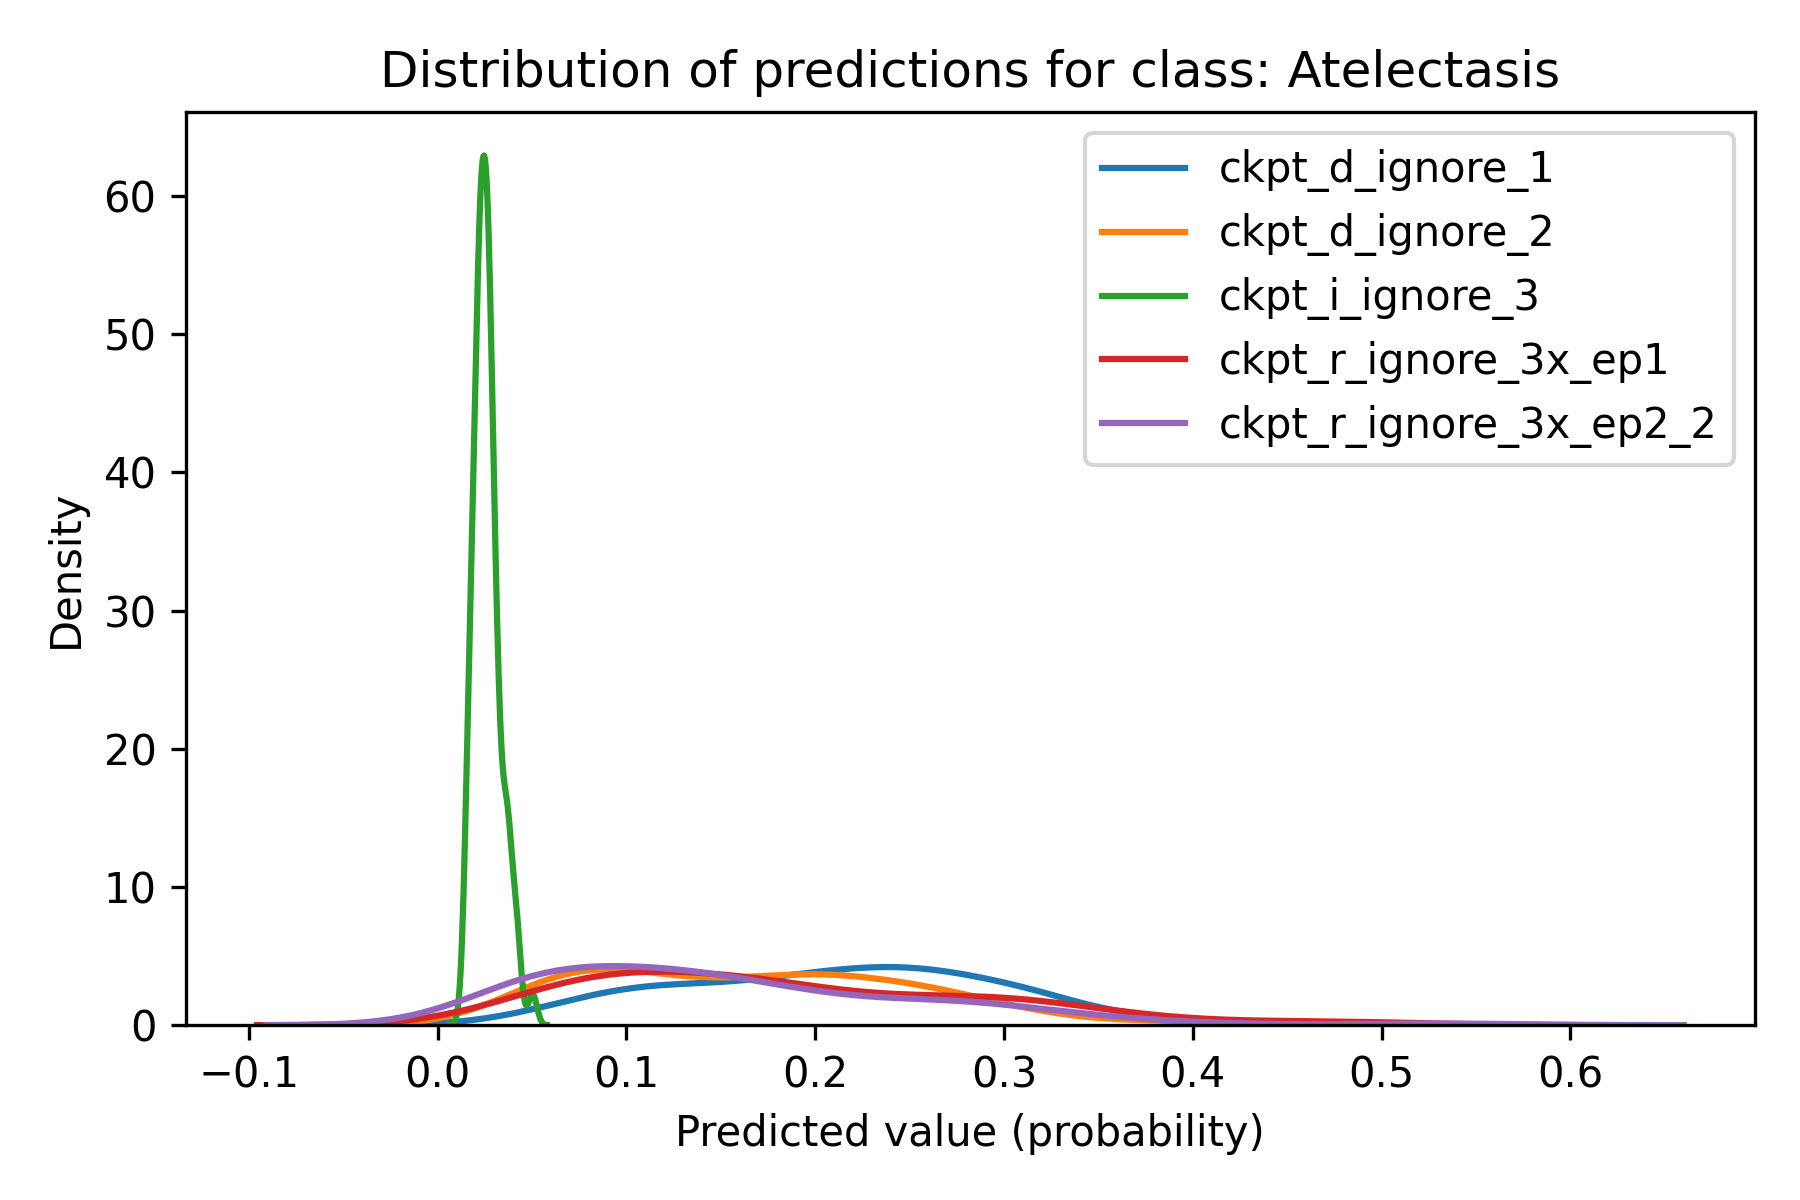 Distribution of predictions for class: Atelectasis
ckpt_d_ignore_1
ckpt_d_ignore_2
ckpt_i_ignore_3
ckpt_r_ignore_3x_ep1
ckpt_r_ignore_3x_ep2_2
Density
60
50
40
30
20
10
0
−0.1 0.0 0.1 0.2 0.3 0.4 0.5 0.6
Predicted value (probability)